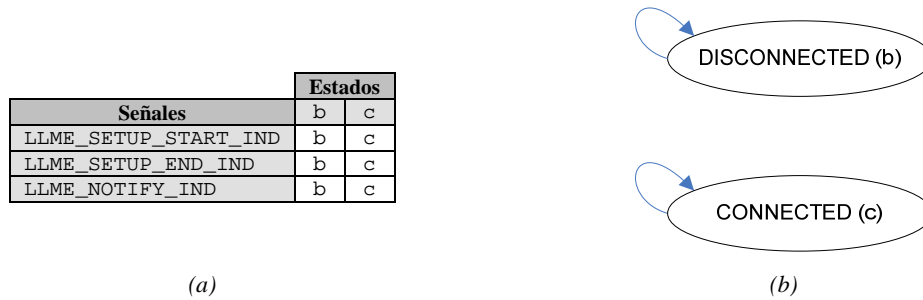 Estados
Señales b c
LLME_SETUP_START_IND b c
LLME_SETUP_END_IND b c
LLME_NOTIFY_IND b c
(a)
DISCONNECTED (b)
CONNECTED (c)
(b)